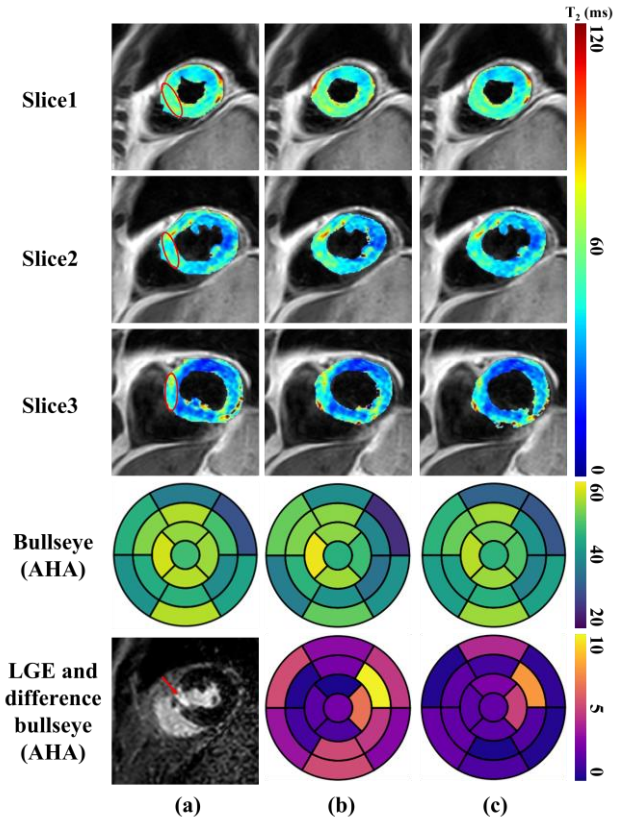 T2 (ms)
Slice1
Slice2
Slice3
120
60
0
Bullseye
(AHA)
60
40
20
LGE and
difference
bullseye
(AHA)
10
5
0
(a)
(b)
(c)